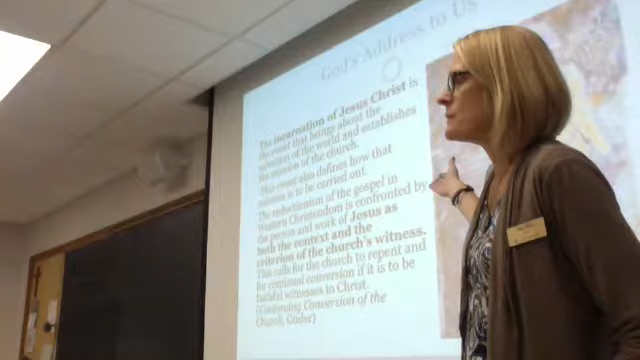 God's Address to Us
The incarnation of Jesus Christ is
the event that brings about the
salvation of the world and establishes
the mission of the church.
This event also defines how that
mission is to be carried out.
The reductionism of the gospel in
Western Christendom is confronted by
the person and work of Jesus as
both the context and the
criterion of the church's witness.
This calls for the church to repent and
be continual conversion if it is to be
faithful witnesses in Christ.
(Continuing Conversion of the
Church, Guder)